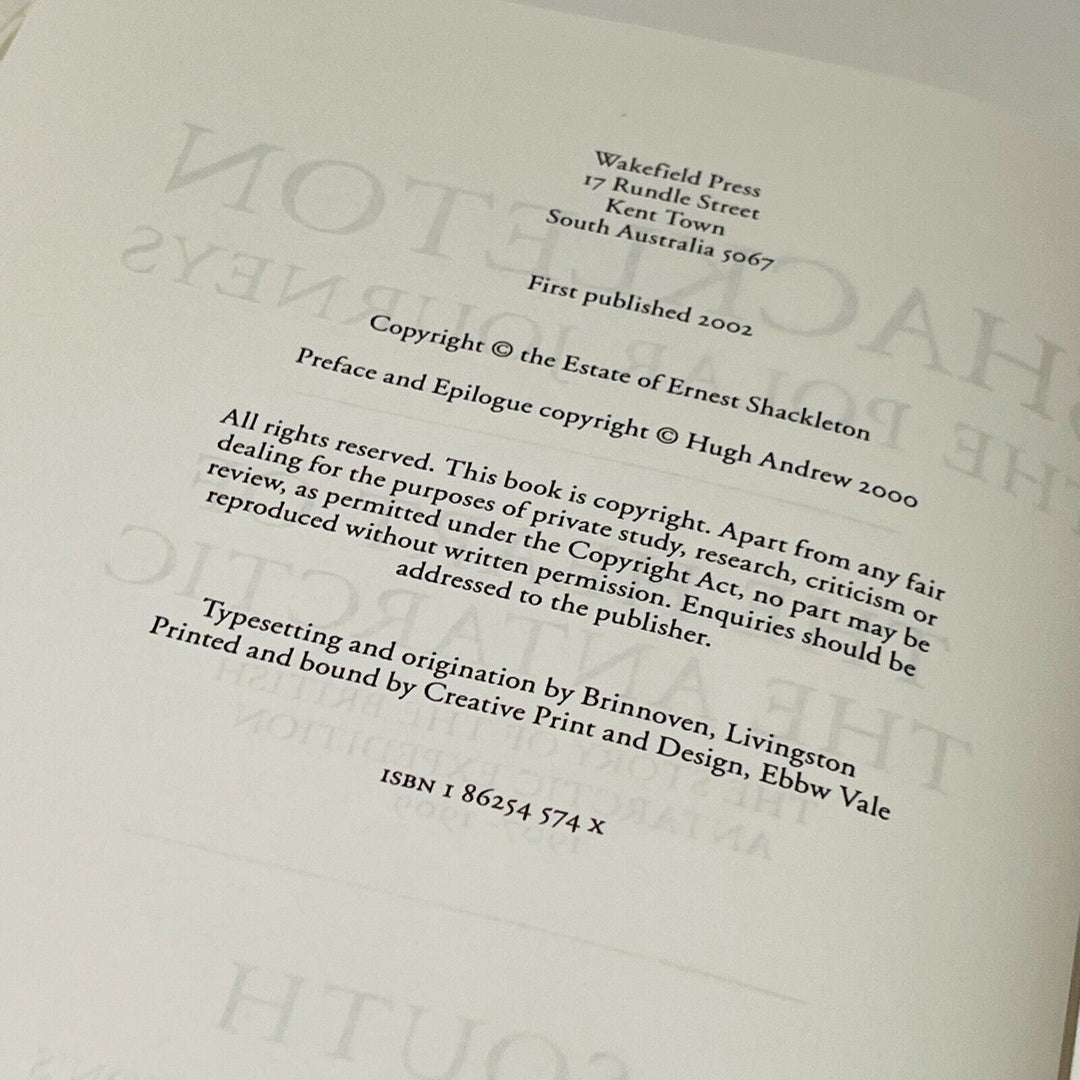 Wakefield Press
17 Rundle Street
Kent Town
South Australia 5067
First published 2002
Copyright © the Estate of Ernest Shackleton
Preface and Epilogue copyright © Hugh Andrew 2000
All rights reserved. This book is copyright. Apart from any fair
dealing for the purposes of private study, research, criticism or
review, as permitted under the Copyright Act, no part may be
reproduced without written permission. Enquiries should be
addressed to the publisher.
Typesetting and origination by Brinnoven, Livingston
Printed and bound by Creative Print and Design, Ebbw Vale
ISBN 1 86254 574 X